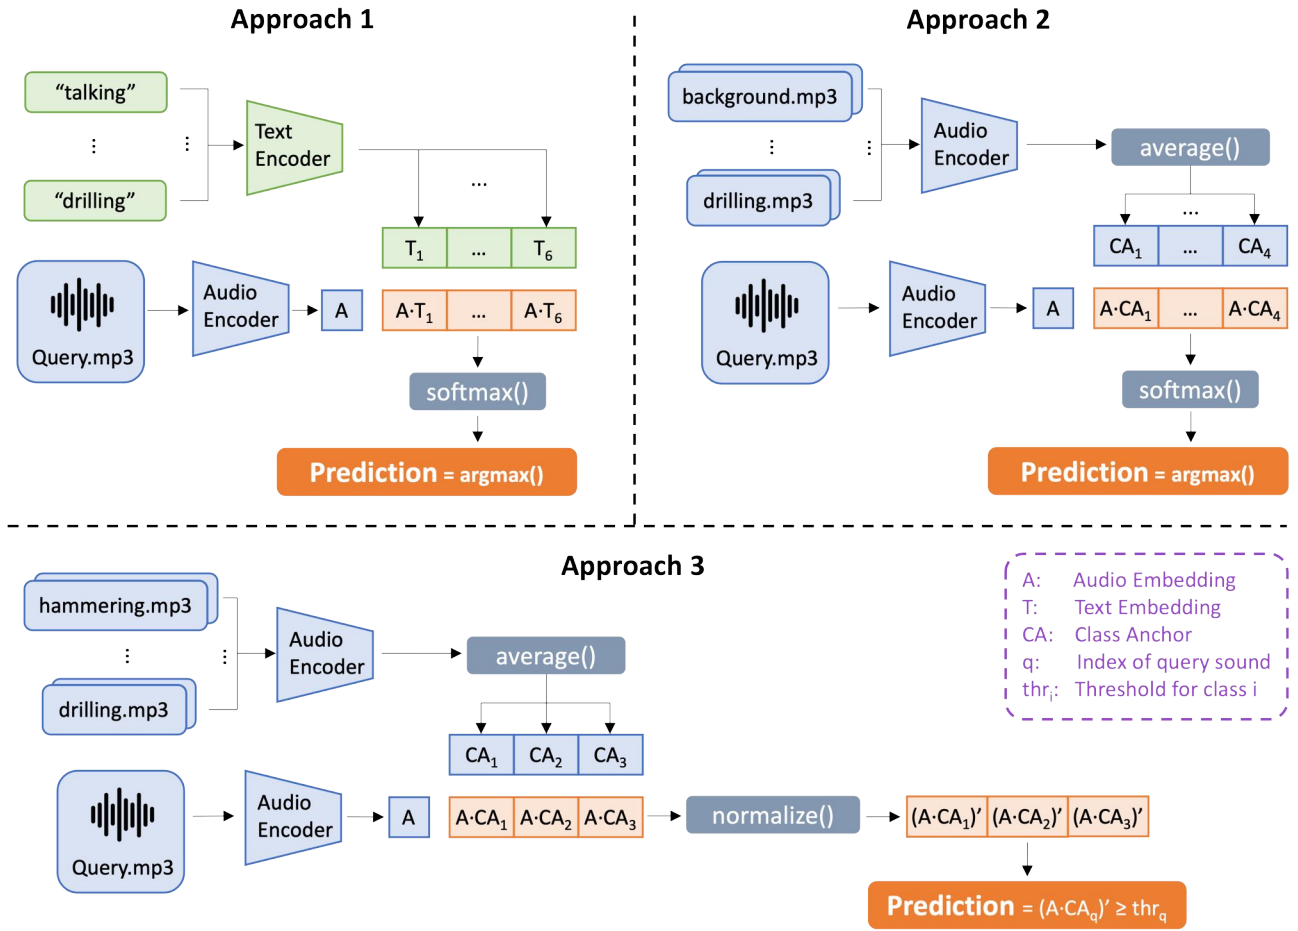 Approach 1
"talking"
⋮
⋮
"drilling"
Text
Encoder
...
T₁
...
T₆
Query.mp3
Audio
Encoder
A
A·T₁
...
A·T₆
softmax()
Prediction = argmax()
Approach 2
background.mp3
⋮
⋮
drilling.mp3
Audio
Encoder
average()
...
CA₁
...
CA₄
Query.mp3
Audio
Encoder
A
A·CA₁
...
A·CA₄
softmax()
Prediction = argmax()
Approach 3
hammering.mp3
⋮
⋮
drilling.mp3
Audio
Encoder
average()
CA₁
CA₂
CA₃
Query.mp3
Audio
Encoder
A
A·CA₁
A·CA₂
A·CA₃
normalize()
(A·CA₁)'
(A·CA₂)'
(A·CA₃)'
Prediction = (A·CA_q)' ≥ thr_q
A: Audio Embedding
T: Text Embedding
CA: Class Anchor
q: Index of query sound
thrᵢ: Threshold for class i